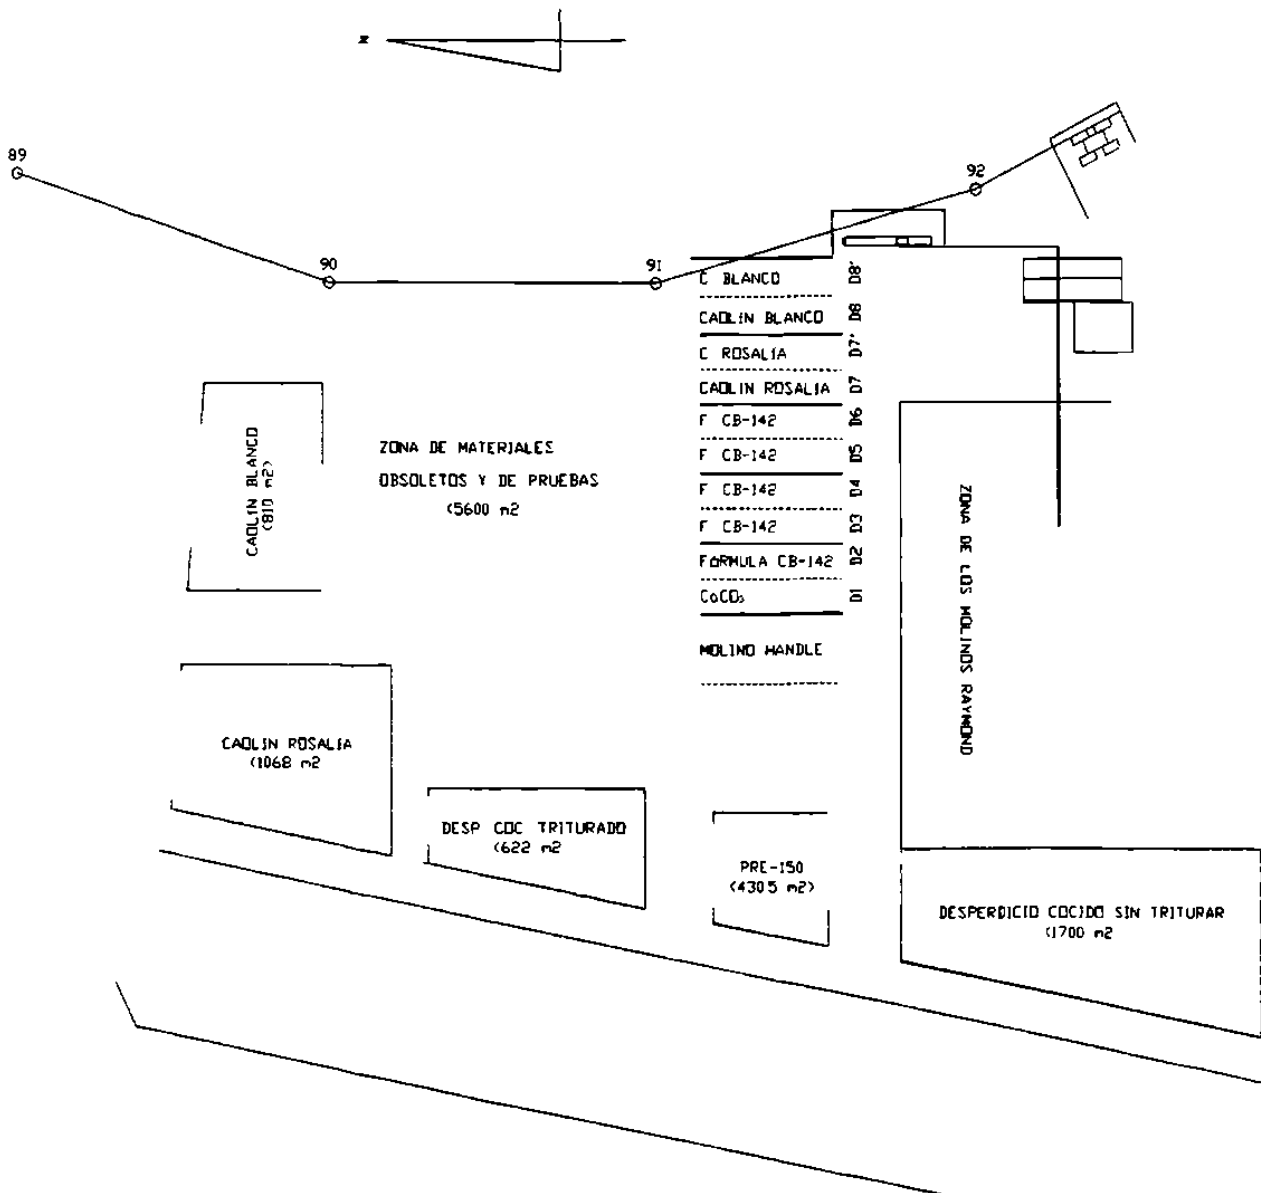 z
89
92
90
91
C BLANCO D8'
CAOLIN BLANCO D8
C ROSALIA D7'
CAOLIN ROSALIA D7
F CB-142 D6
F CB-142 D5
F CB-142 D4
F CB-142 D3
FORMULA CB-142 D2
CaCO₃ D1
MOLINO HANDLE
ZONA DE MATERIALES
OBSOLETOS Y DE PRUEBAS
(5600 m2
CAOLIN BLANCO
(810 m2)
ZONA DE LOS MOLINOS RAYMOND
CAOLIN ROSALIA
(1068 m2
DESP COC TRITURADO
(622 m2
PRE-150
(430 5 m2)
DESPERDICIO COCIDO SIN TRITURAR
(1700 m2